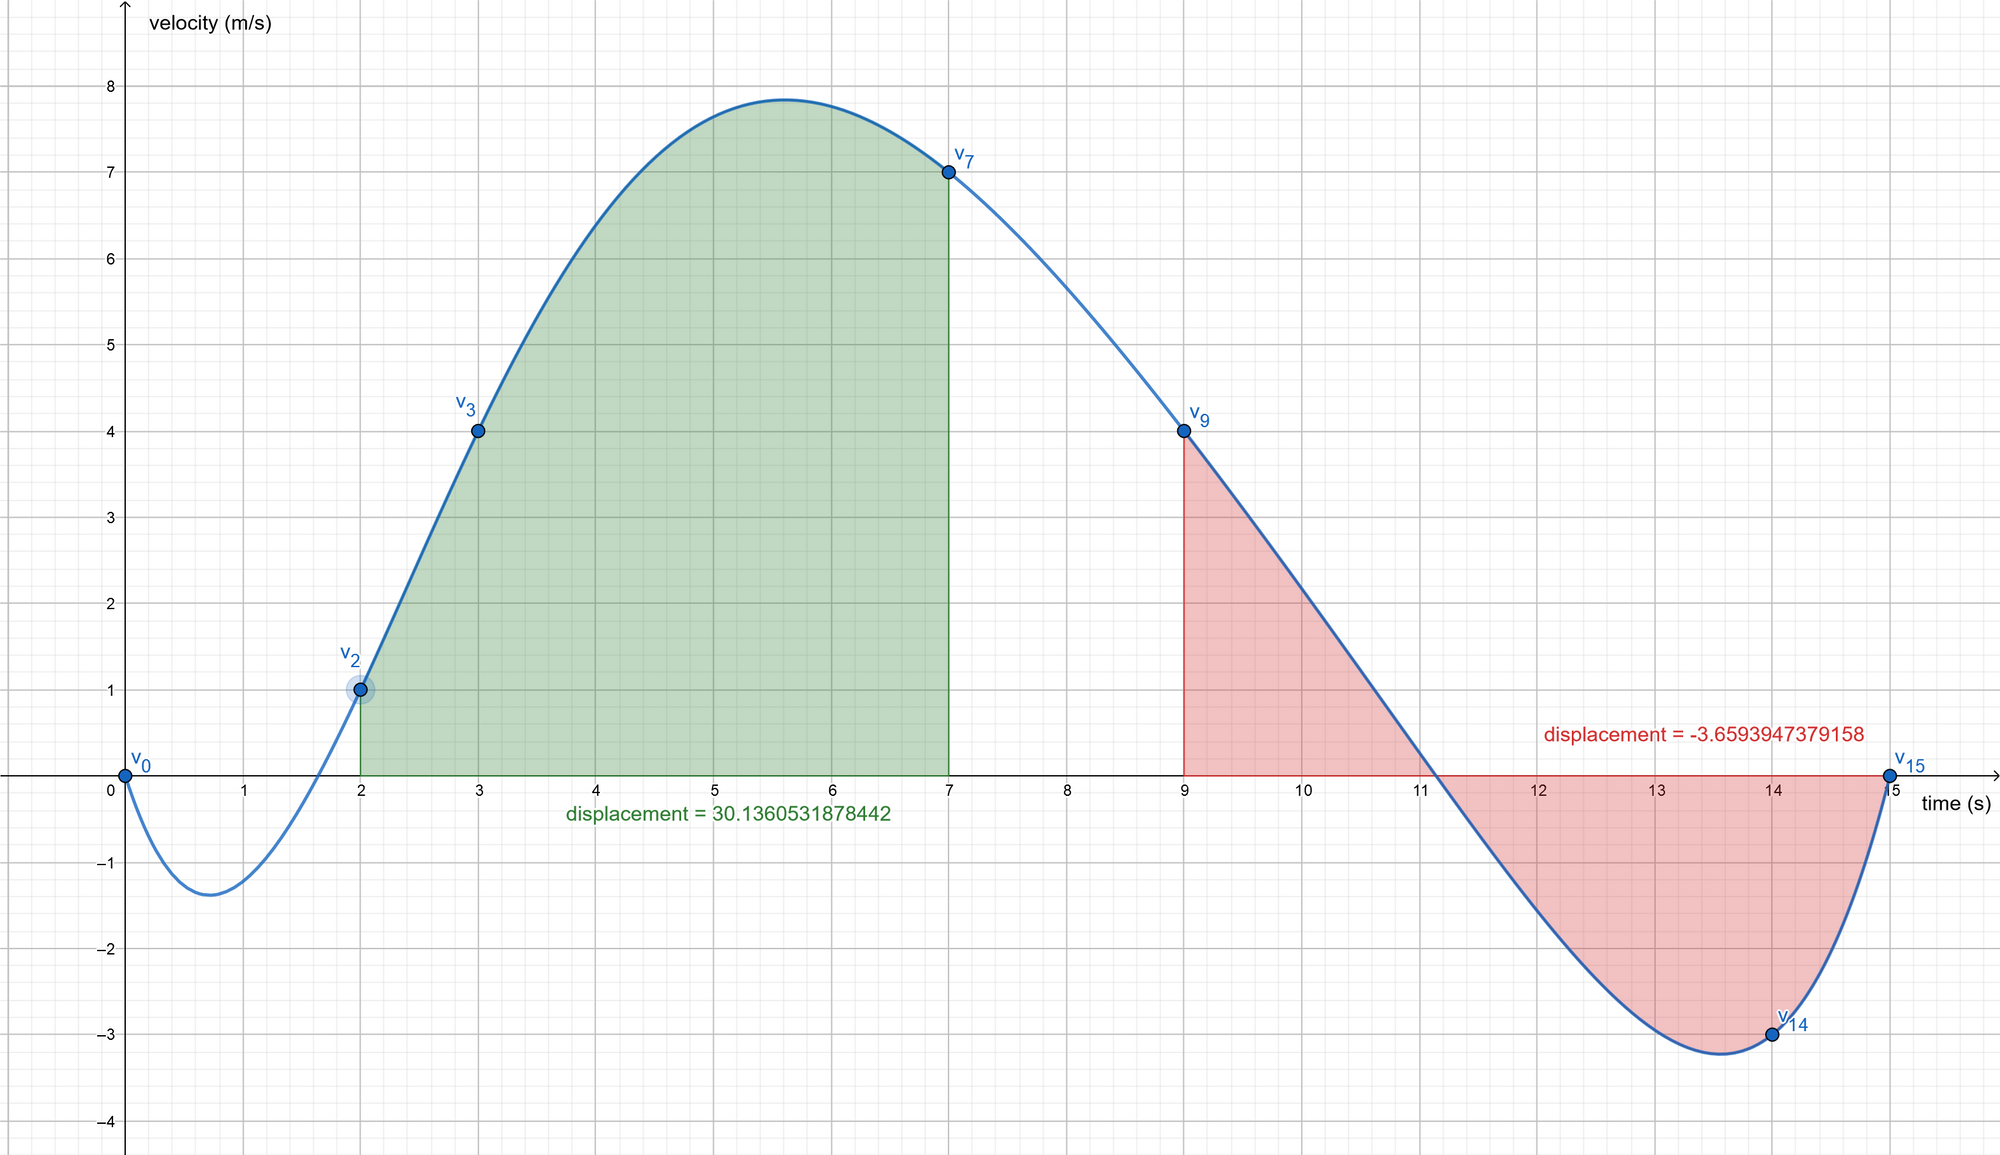 velocity (m/s)
8
7
6
5
4
3
2
1
0
–1
–2
–3
–4
1 2 3 4 5 6 7 8 9 10 11 12 13 14 15
time (s)
v0
v2
v3
v7
v9
v14
v15
displacement = 30.1360531878442
displacement = -3.6593947379158